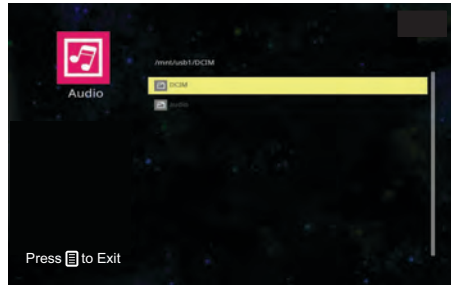 Audio
/mnt/usb1/DCIM
DCIM
audio
Press to Exit